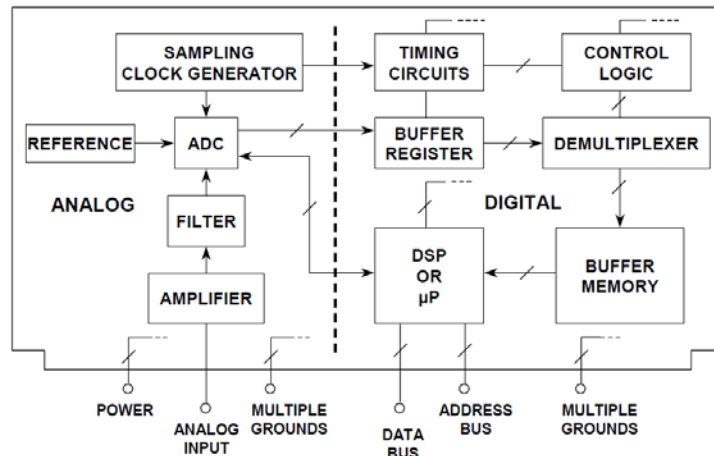 SAMPLING
CLOCK GENERATOR
TIMING
CIRCUITS
CONTROL
LOGIC
REFERENCE
ADC
BUFFER
REGISTER
DEMULTIPLEXER
ANALOG
DIGITAL
FILTER
DSP
OR
µP
BUFFER
MEMORY
AMPLIFIER
POWER
ANALOG
INPUT
MULTIPLE
GROUNDS
DATA
BUS
ADDRESS
BUS
MULTIPLE
GROUNDS